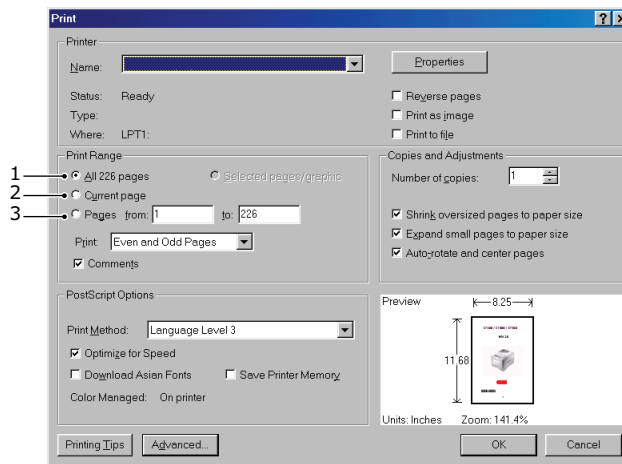 Print
Printer
Name:
Properties
Status: Ready
Reverse pages
Type:
Print as image
Where: LPT1:
Print to file
Print Range
Copies and Adjustments
1
All 226 pages
Selected pages/graphic
Number of copies: 1
2
Current page
3
Pages from: 1 to: 226
Shrink oversized pages to paper size
Print: Even and Odd Pages
Expand small pages to paper size
Comments
Auto-rotate and center pages
PostScript Options
Preview
8.25
Print Method: Language Level 3
Optimize for Speed
11.68
Download Asian Fonts
Save Printer Memory
Color Managed: On printer
Units: Inches Zoom: 141.4%
Printing Tips
Advanced...
OK
Cancel